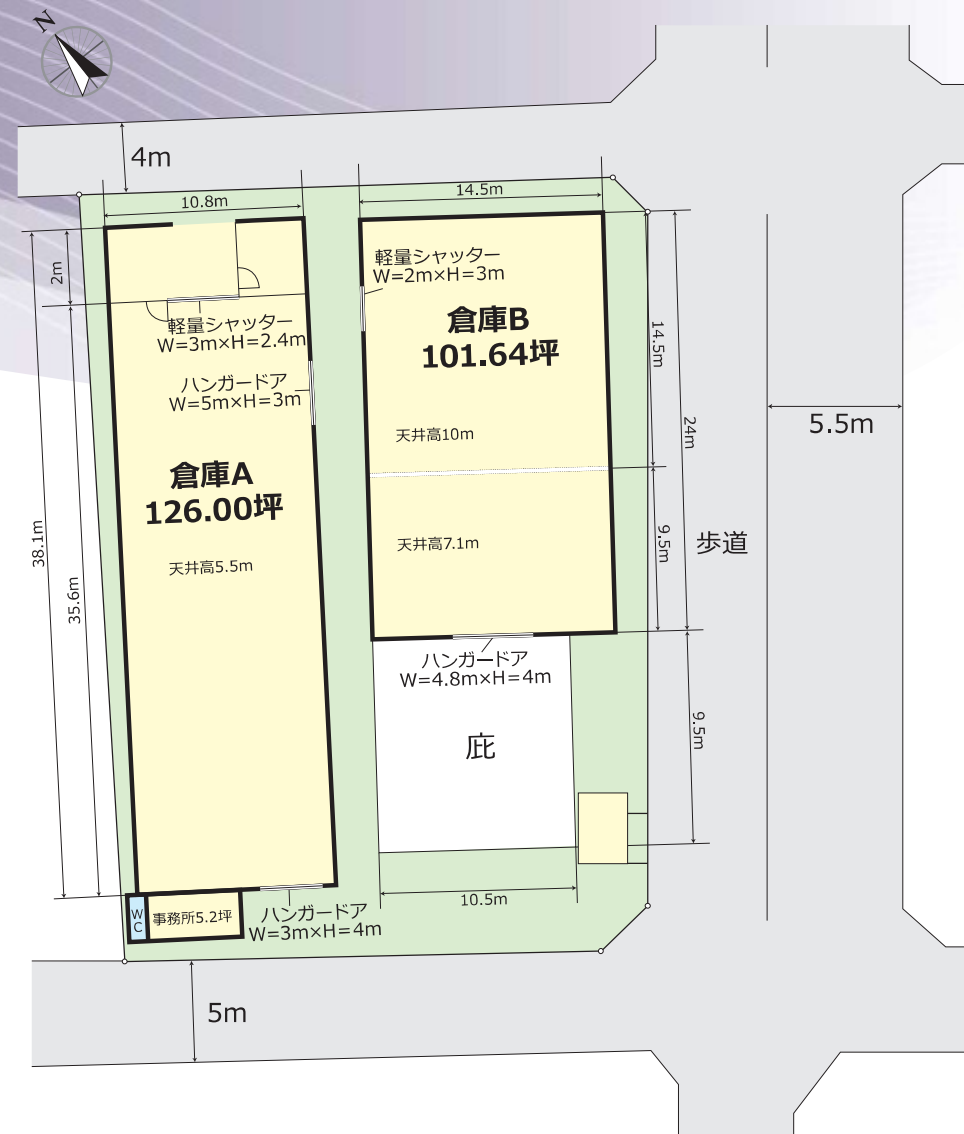 N
4m
10.8m
14.5m
2m
軽量シャッター
W=3m×H=2.4m
ハンガードア
W=5m×H=3m
倉庫A
126.00坪
天井高5.5m
38.1m
35.6m
軽量シャッター
W=2m×H=3m
倉庫B
101.64坪
天井高10m
天井高7.1m
14.5m
24m
9.5m
5.5m
歩道
ハンガードア
W=4.8m×H=4m
庇
9.5m
10.5m
WC
事務所5.2坪
ハンガードア
W=3m×H=4m
5m